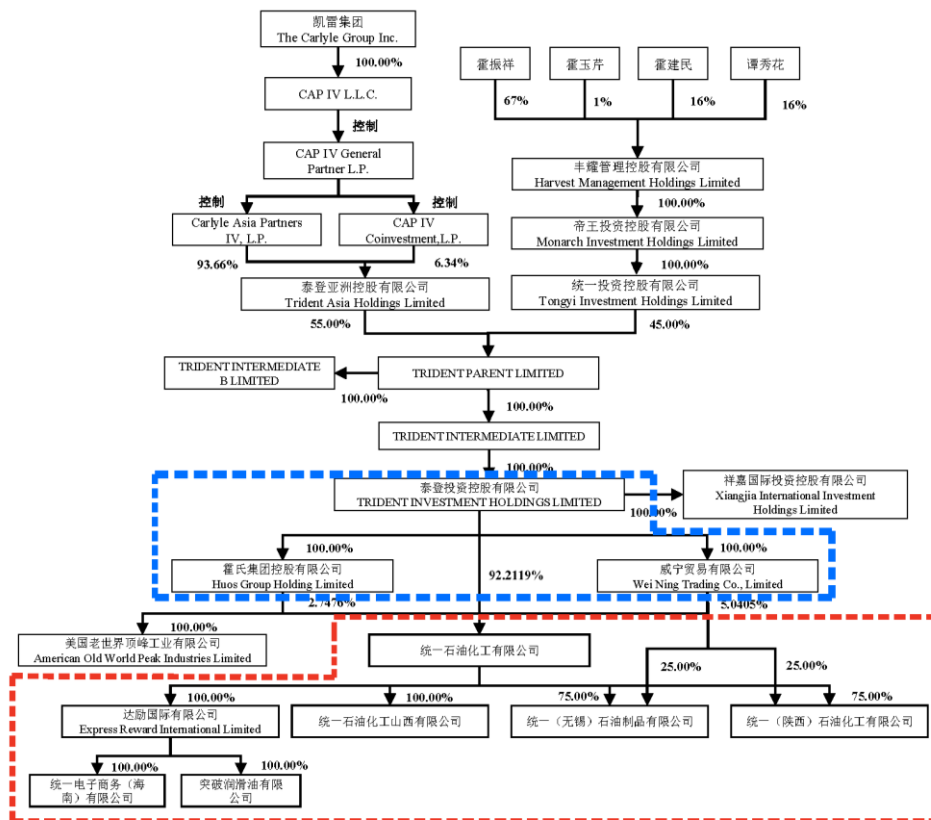 凯雷集团
The Carlyle Group Inc.
100.00%
CAP IV L.L.C.
控制
CAP IV General
Partner L.P.
控制
控制
Carlyle Asia Partners
IV, L.P.
CAP IV
Coinvestment,L.P.
93.66%
6.34%
泰登亚洲控股有限公司
Trident Asia Holdings Limited
55.00%
霍振祥
霍玉芹
霍建民
谭秀花
67%
1%
16%
16%
丰耀管理控股有限公司
Harvest Management Holdings Limited
100.00%
帝王投资控股有限公司
Monarch Investment Holdings Limited
100.00%
统一投资控股有限公司
Tongyi Investment Holdings Limited
45.00%
TRIDENT INTERMEDIATE
B LIMITED
100.00%
TRIDENT PARENT LIMITED
100.00%
TRIDENT INTERMEDIATE LIMITED
100.00%
泰登投资控股有限公司
TRIDENT INVESTMENT HOLDINGS LIMITED
100.00%
祥嘉国际投资控股有限公司
Xiangjia International Investment
Holdings Limited
100.00%
92.2119%
100.00%
霍氏集团控股有限公司
Huos Group Holding Limited
威宁贸易有限公司
Wei Ning Trading Co., Limited
2.7476%
5.0405%
100.00%
美国老世界顶峰工业有限公司
American Old World Peak Industries Limited
统一石油化工有限公司
25.00%
25.00%
100.00%
100.00%
75.00%
75.00%
达励国际有限公司
Express Reward International Limited
统一石油化工山西有限公司
统一（无锡）石油制品有限公司
统一（陕西）石油化工有限公司
100.00%
100.00%
统一电子商务（海
南）有限公司
突破润滑油有限
公司